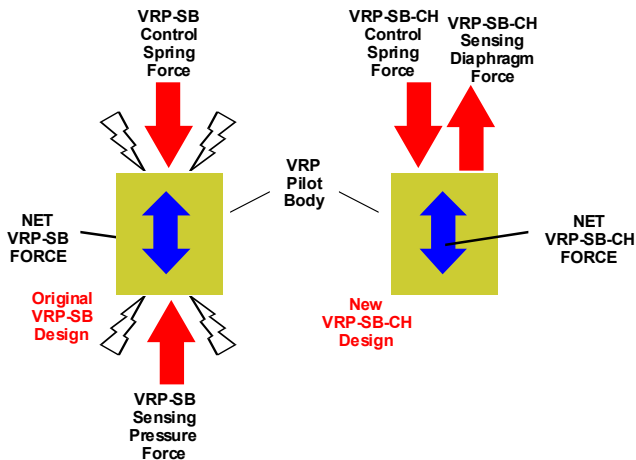 VRP-SB
Control
Spring
Force
VRP-SB-CH
Control
Spring
Force
VRP-SB-CH
Sensing
Diaphragm
Force
VRP
Pilot
Body
NET
VRP-SB
FORCE
NET
VRP-SB-CH
FORCE
Original
VRP-SB
Design
New
VRP-SB-CH
Design
VRP-SB
Sensing
Pressure
Force